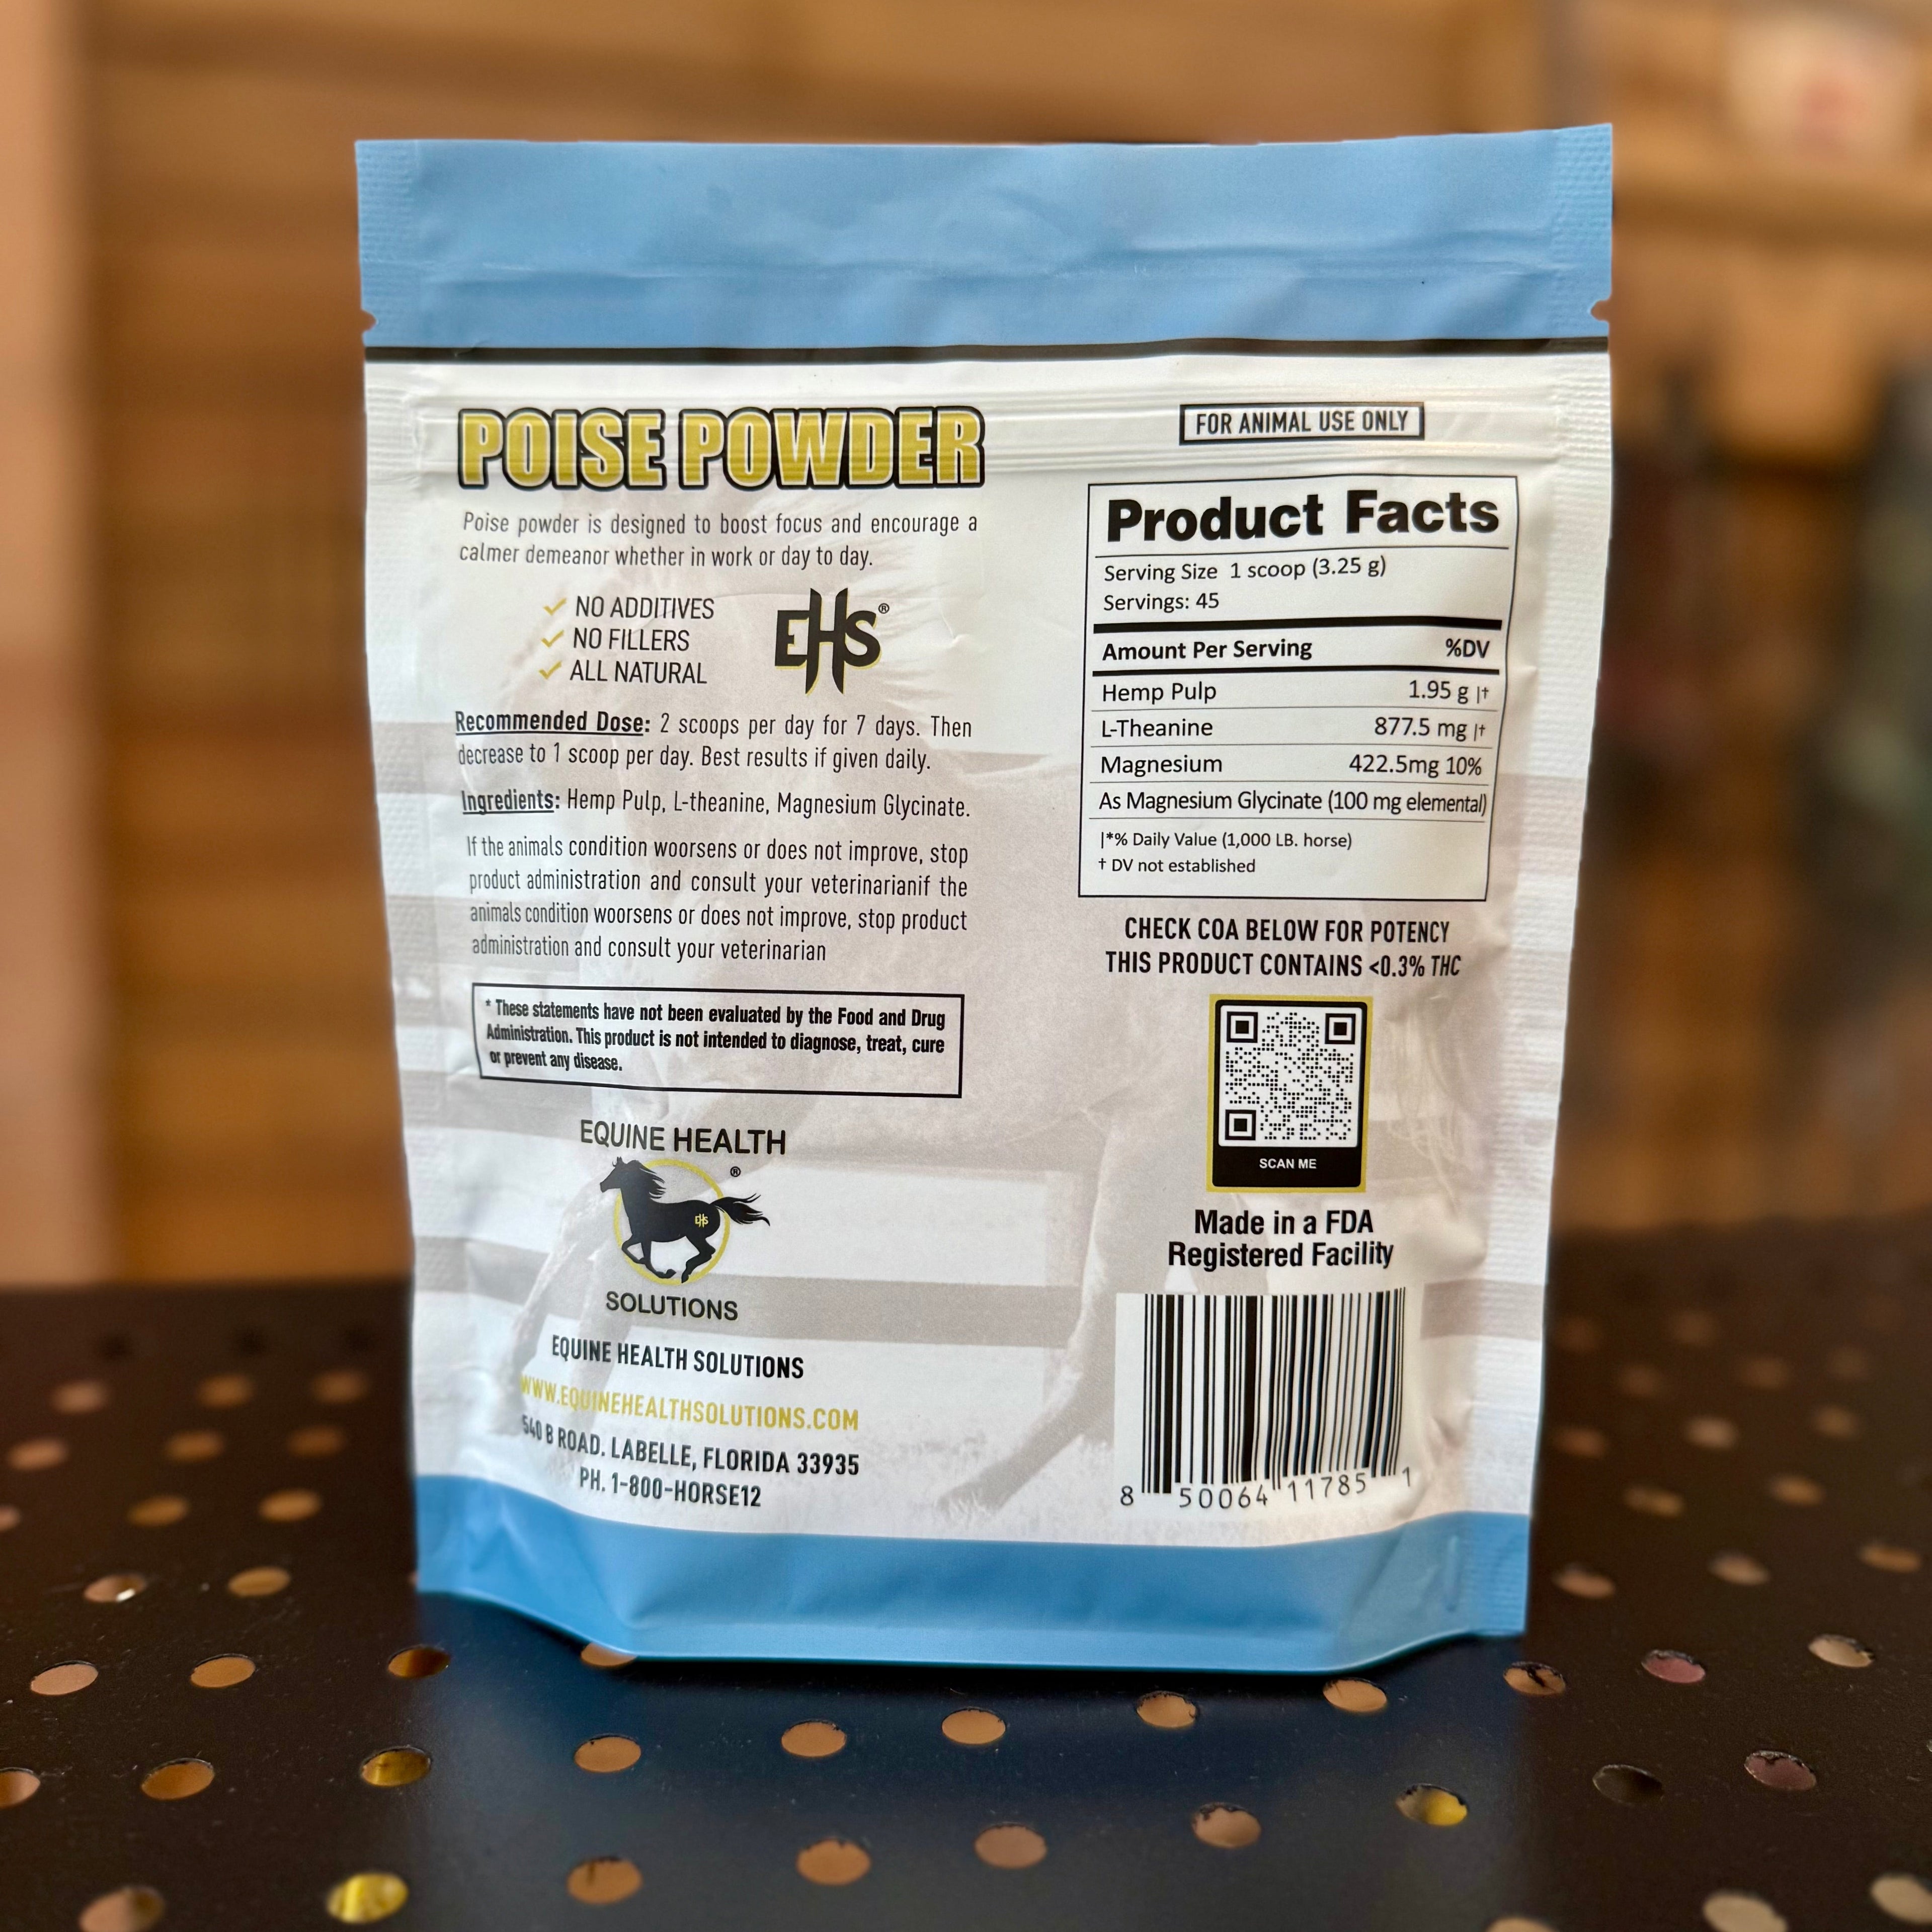 POISE POWDER
Poise powder is designed to boost focus and encourage a
calmer demeanor whether in work or day to day.
NO ADDITIVES
NO FILLERS
ALL NATURAL
EHS®
Recommended Dose: 2 scoops per day for 7 days. Then
decrease to 1 scoop per day. Best results if given daily.
Ingredients: Hemp Pulp, L-theanine, Magnesium Glycinate.
If the animals condition woorsens or does not improve, stop
product administration and consult your veterinarianif the
animals condition woorsens or does not improve, stop product
administration and consult your veterinarian
* These statements have not been evaluated by the Food and Drug
Administration. This product is not intended to diagnose, treat, cure
or prevent any disease.
EQUINE HEALTH
®
EHS
SOLUTIONS
EQUINE HEALTH SOLUTIONS
WWW.EQUINEHEALTHSOLUTIONS.COM
540 B ROAD. LABELLE, FLORIDA 33935
PH. 1-800-HORSE12
FOR ANIMAL USE ONLY
Product Facts
Serving Size 1 scoop (3.25 g)
Servings: 45
Amount Per Serving %DV
Hemp Pulp 1.95 g |†
L-Theanine 877.5 mg |†
Magnesium 422.5mg 10%
As Magnesium Glycinate (100 mg elemental)
|*% Daily Value (1,000 LB. horse)
† DV not established
CHECK COA BELOW FOR POTENCY
THIS PRODUCT CONTAINS <0.3% THC
SCAN ME
Made in a FDA
Registered Facility
8 50064 11785 1